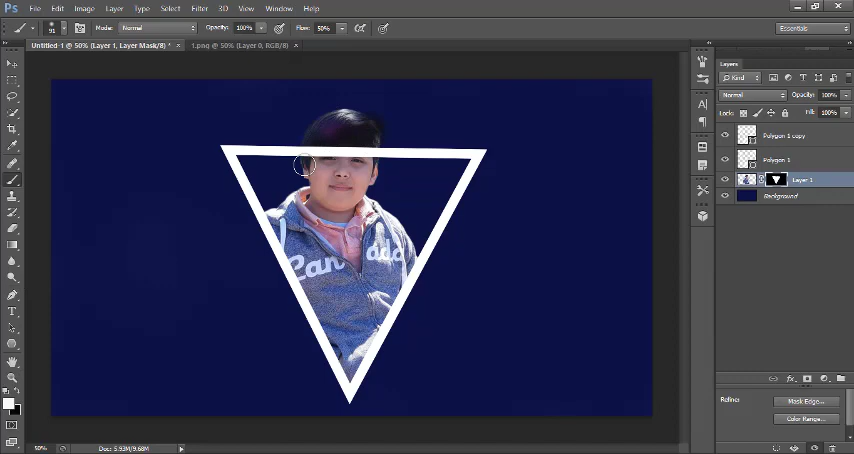 Ps File Edit Image Layer Type Select Filter 3D View Window Help
91 Mode: Normal Opacity: 100% Flow: 50% Essentials
Untitled-1 @ 50% (Layer 1, Layer Mask/8) * × 1.png @ 50% (Layer 0, RGB/8) ×
Layers
Kind
Normal Opacity: 100%
Lock: Fill: 100%
Polygon 1 copy
Polygon 1
Layer 1
Background
Canada
Refine:
Mask Edge...
Color Range...
50% Doc: 5.93M/9.68M